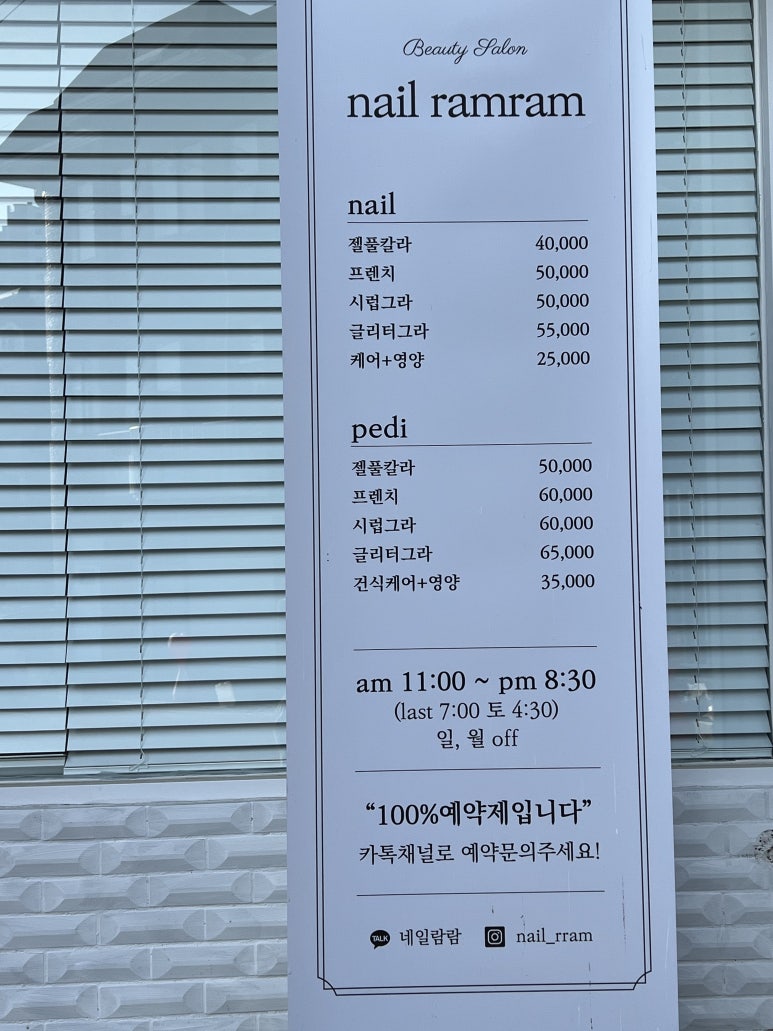 Beauty Salon
nail ramram
nail
젤풀칼라 40,000
프렌치 50,000
시럽그라 50,000
글리터그라 55,000
케어+영양 25,000
pedi
젤풀칼라 50,000
프렌치 60,000
시럽그라 60,000
글리터그라 65,000
건식케어+영양 35,000
am 11:00 ~ pm 8:30
(last 7:00 토 4:30)
일, 월 off
“100%예약제입니다”
카톡채널로 예약문의주세요!
TALK 네일람람 nail_rram